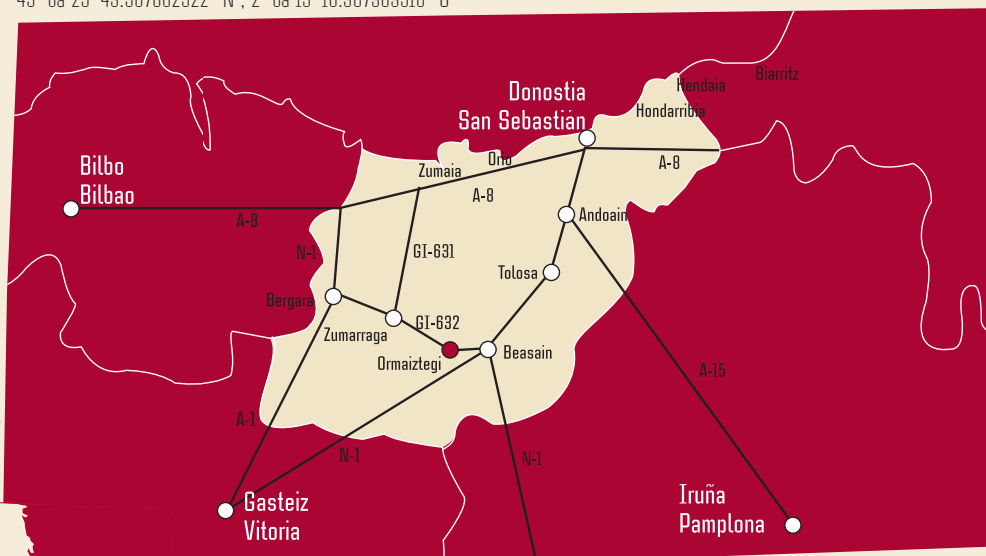 Biarritz
Hendaia
Donostia
San Sebastián
Hondarribia
Bilbo
Bilbao
Zumaia
Orio
A-8
A-8
A-8
Andoain
N-1
GI-631
Tolosa
Bergara
Zumarraga
GI-632
Ormaiztegi
Beasain
A-15
A-1
N-1
N-1
Gasteiz
Vitoria
Iruña
Pamplona